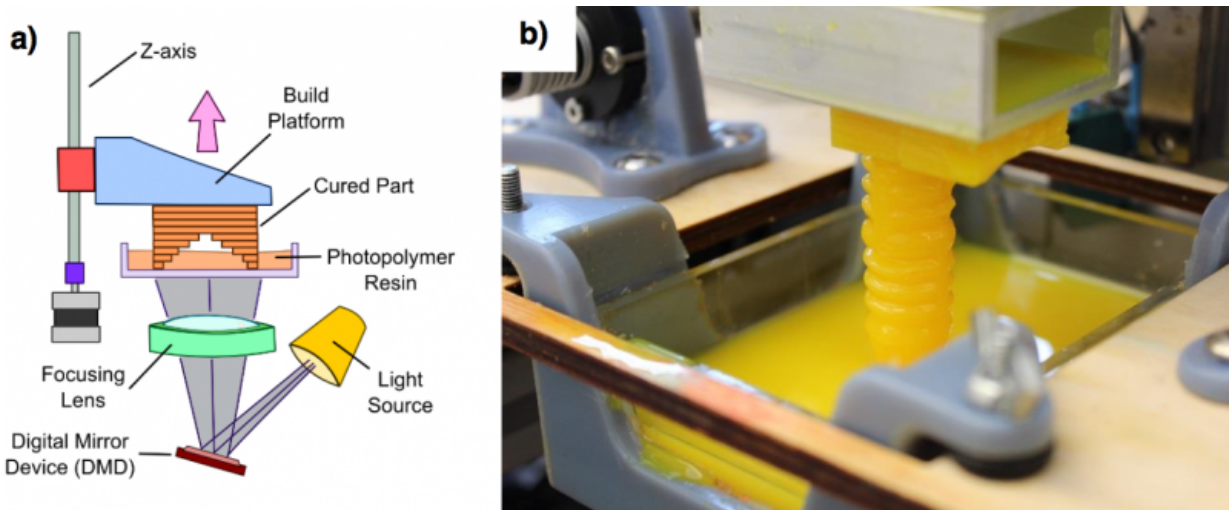 a)
Z-axis
Build
Platform
Cured Part
Photopolymer
Resin
Focusing
Lens
Light
Source
Digital Mirror
Device (DMD)
b)